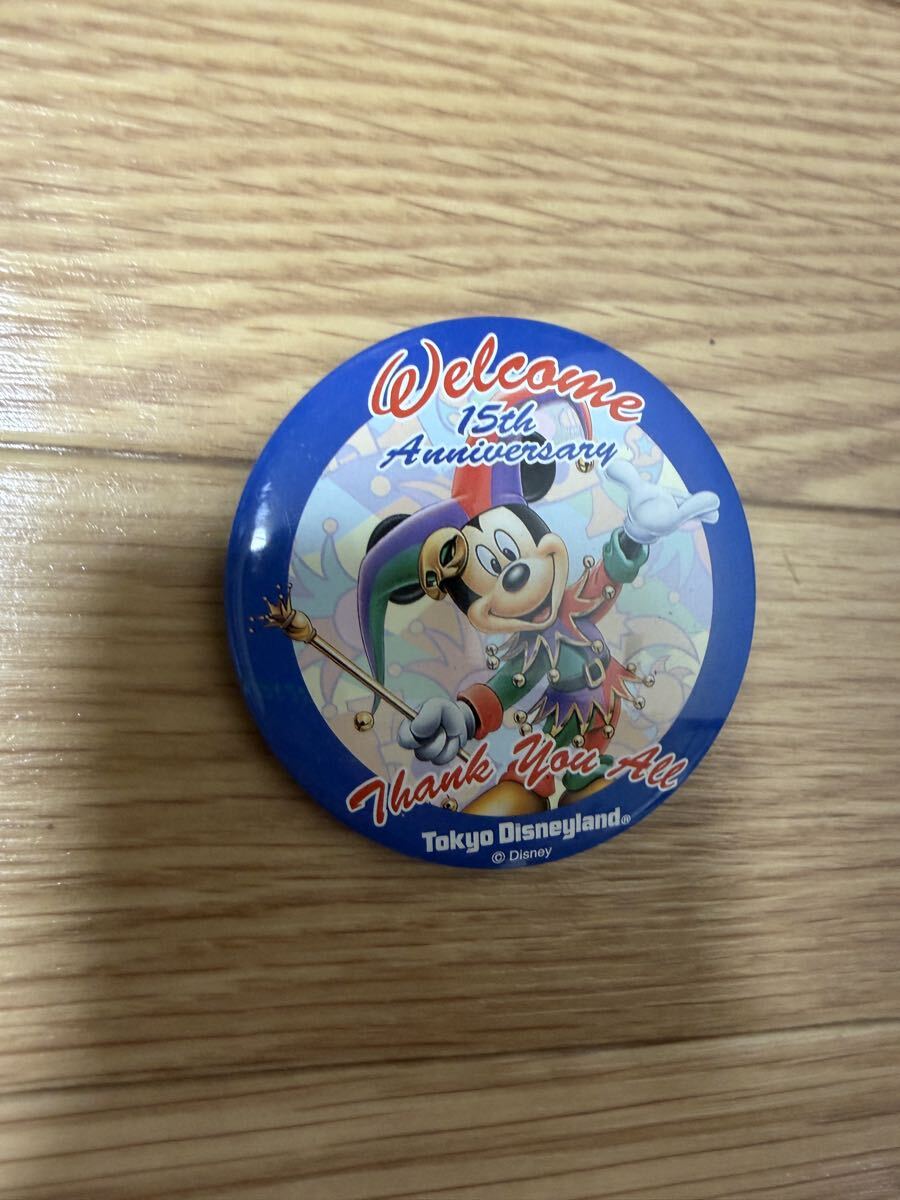 Welcome
15th
Anniversary
Thank You All
Tokyo Disneyland®
© Disney